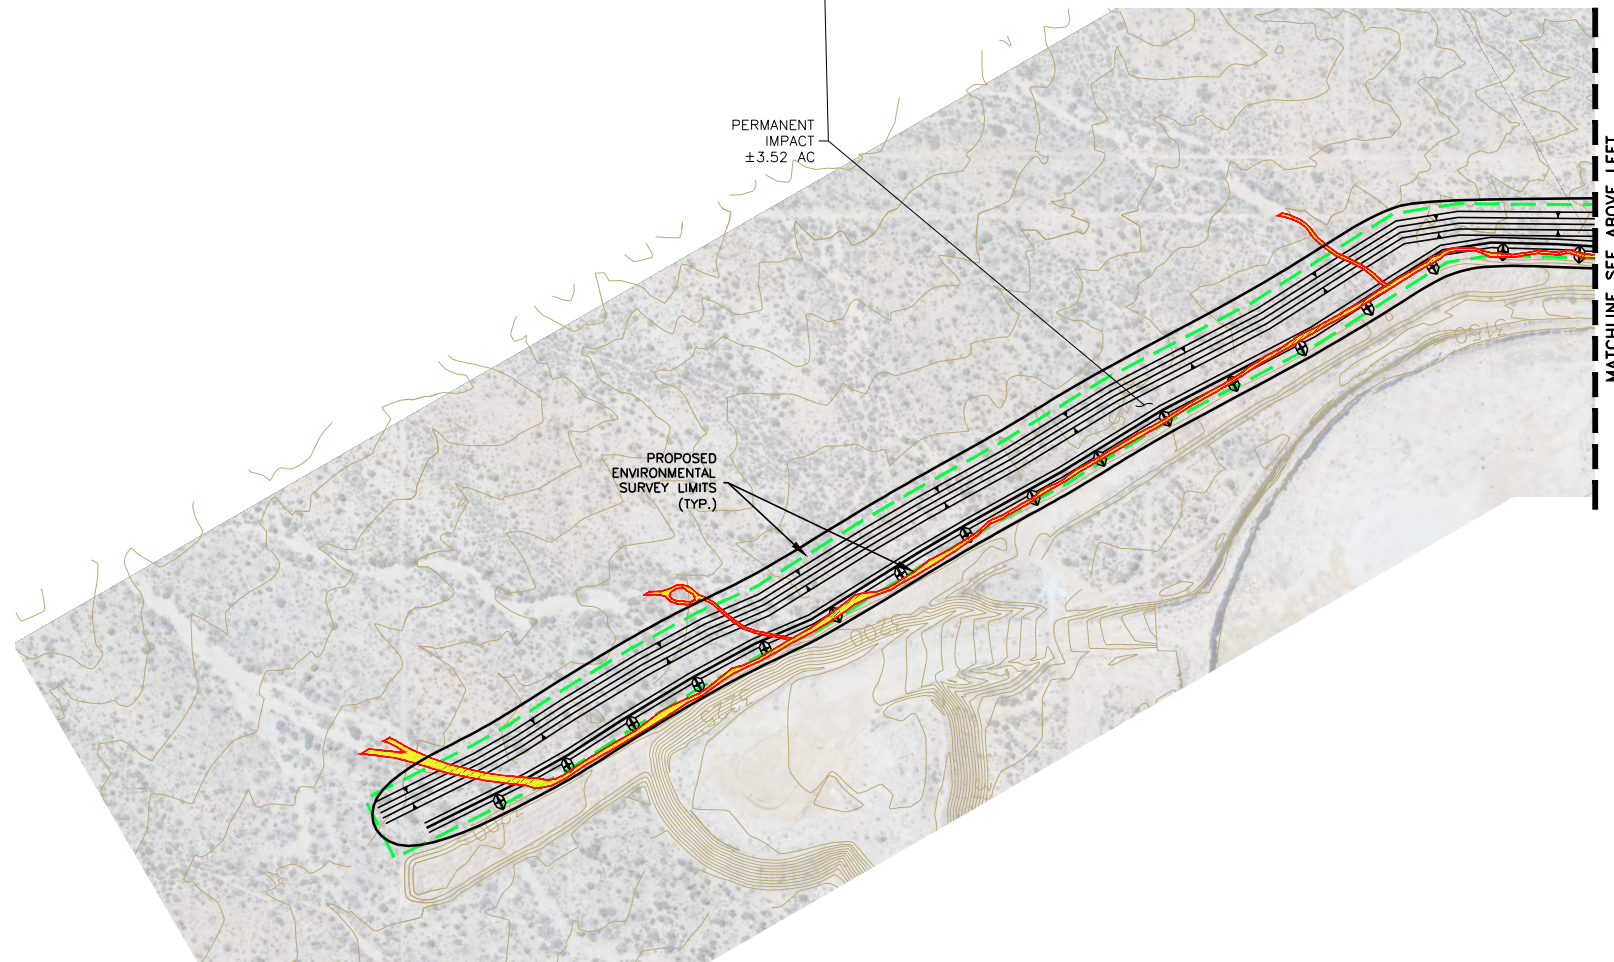 PERMANENT
IMPACT
±3.52 AC
PROPOSED
ENVIRONMENTAL
SURVEY LIMITS
(TYP.)
MATCHLINE SEE ABOVE LEFT